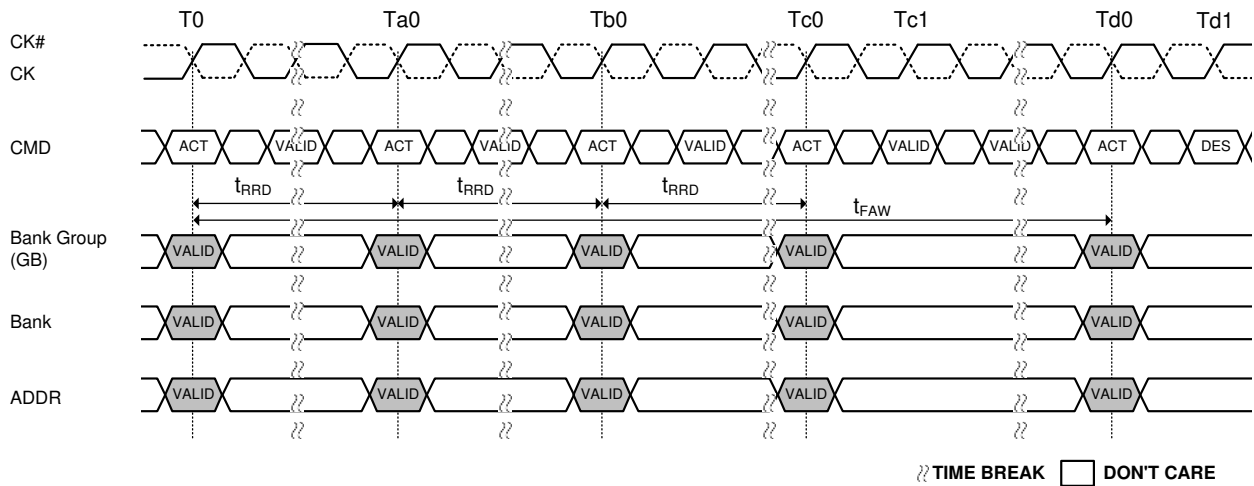 T0 Ta0 Tb0 Tc0 Tc1 Td0 Td1
CK#
CK
CMD ACT VALID ACT VALID ACT VALID ACT VALID VALID ACT DES
tRRD tRRD tRRD
tFAW
Bank Group
(GB)
VALID VALID VALID VALID VALID
Bank VALID VALID VALID VALID VALID
ADDR VALID VALID VALID VALID VALID
TIME BREAK DON'T CARE